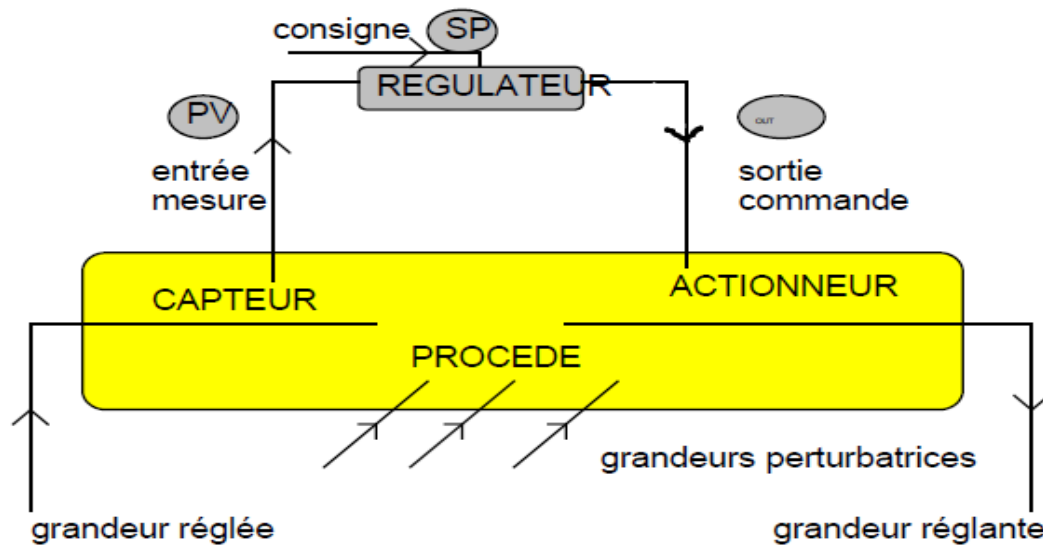 consigne SP
REGULATEUR
PV
OUT
entrée
mesure
sortie
commande
CAPTEUR
ACTIONNEUR
PROCEDE
grandeurs perturbatrices
grandeur réglée
grandeur réglante